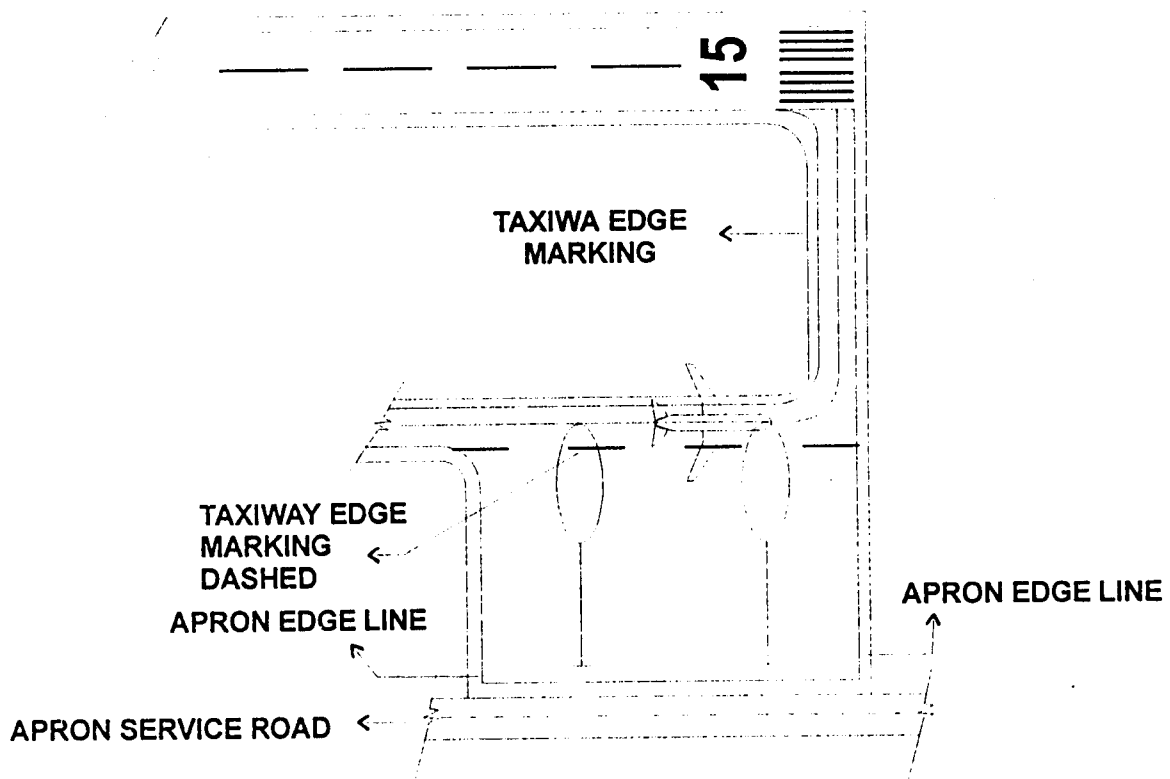 15
TAXIWA EDGE
MARKING
TAXIWAY EDGE
MARKING
DASHED
APRON EDGE LINE
APRON EDGE LINE
APRON SERVICE ROAD